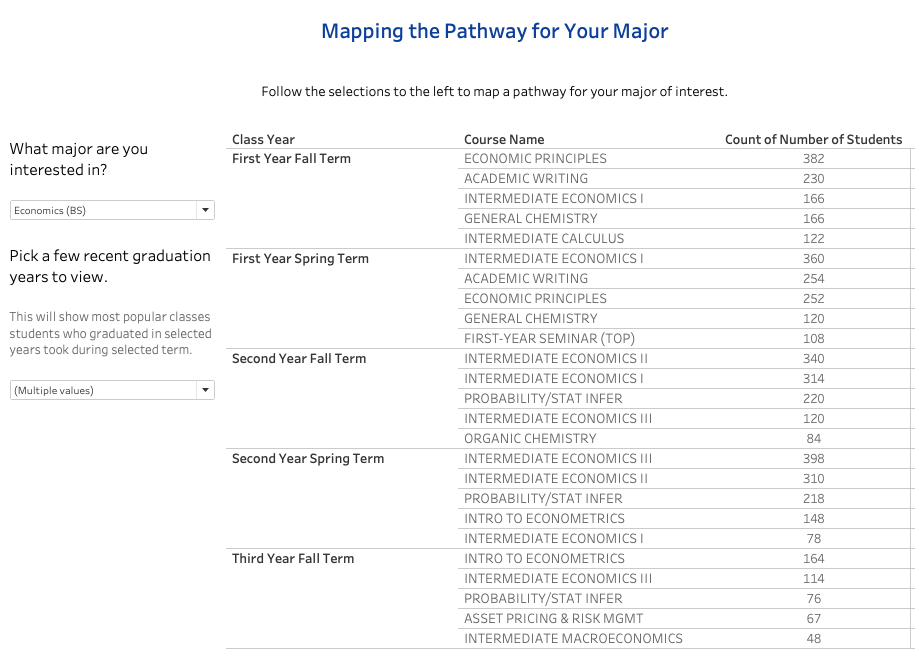 Mapping the Pathway for Your Major
Follow the selections to the left to map a pathway for your major of interest.
What major are you
interested in?
Economics (BS)
Pick a few recent graduation
years to view.
This will show most popular classes
students who graduated in selected
years took during selected term.
(Multiple values)
Class Year Course Name Count of Number of Students
First Year Fall Term ECONOMIC PRINCIPLES 382
ACADEMIC WRITING 230
INTERMEDIATE ECONOMICS I 166
GENERAL CHEMISTRY 166
INTERMEDIATE CALCULUS 122
First Year Spring Term INTERMEDIATE ECONOMICS I 360
ACADEMIC WRITING 254
ECONOMIC PRINCIPLES 252
GENERAL CHEMISTRY 120
FIRST-YEAR SEMINAR (TOP) 108
Second Year Fall Term INTERMEDIATE ECONOMICS II 340
INTERMEDIATE ECONOMICS I 314
PROBABILITY/STAT INFER 220
INTERMEDIATE ECONOMICS III 120
ORGANIC CHEMISTRY 84
Second Year Spring Term INTERMEDIATE ECONOMICS III 398
INTERMEDIATE ECONOMICS II 310
PROBABILITY/STAT INFER 218
INTRO TO ECONOMETRICS 148
INTERMEDIATE ECONOMICS I 78
Third Year Fall Term INTRO TO ECONOMETRICS 164
INTERMEDIATE ECONOMICS III 114
PROBABILITY/STAT INFER 76
ASSET PRICING & RISK MGMT 67
INTERMEDIATE MACROECONOMICS 48